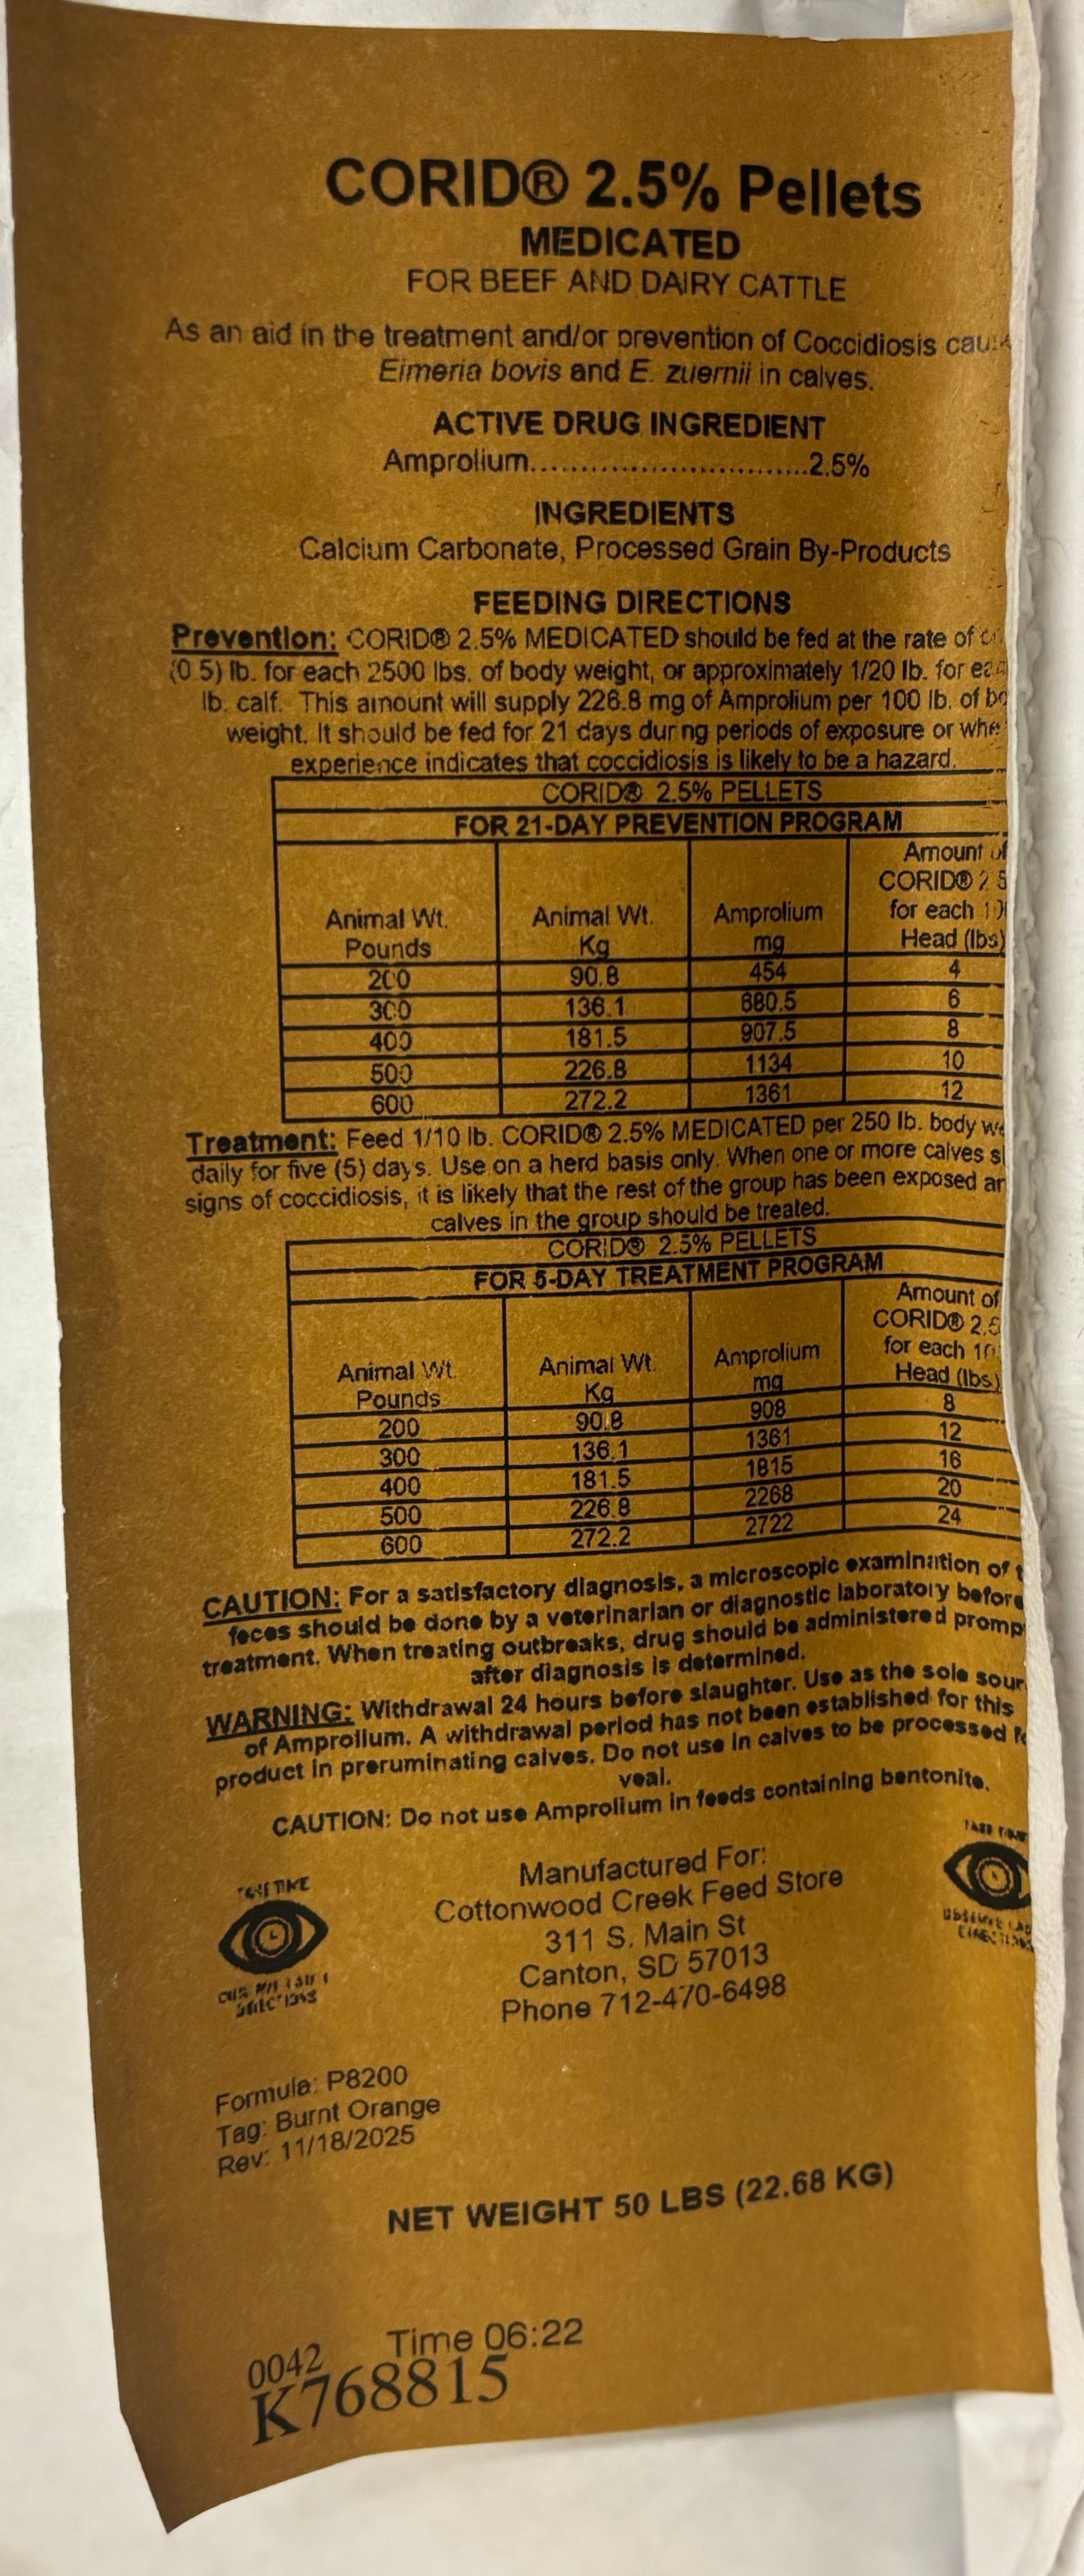 CORID® 2.5% Pellets
MEDICATED
FOR BEEF AND DAIRY CATTLE
As an aid in the treatment and/or prevention of Coccidiosis
Eimeria bovis and E. zuernii in calves.
ACTIVE DRUG INGREDIENT
Amprolium..............................2.5%
INGREDIENTS
Calcium Carbonate, Processed Grain By-Products
FEEDING DIRECTIONS
Prevention: CORID® 2.5% MEDICATED should be fed at the rate of
(0.5) lb. for each 2500 lbs. of body weight, or approximately 1/20 lb. for
lb. calf. This amount will supply 226.8 mg of Amprolium per 100 lb. of
weight. It should be fed for 21 days during periods of exposure or
experience indicates that coccidiosis is likely to be a hazard.
CORID® 2.5% PELLETS
FOR 21-DAY PREVENTION PROGRAM
Animal Wt. Pounds Animal Wt. Kg Amprolium mg Amount of CORID® 2.5 for each Head (lbs)
200 90.8 454 4
300 136.1 680.5 6
400 181.5 907.5 8
500 226.8 1134 10
600 272.2 1361 12
Treatment: Feed 1/10 lb. CORID® 2.5% MEDICATED per 250 lb. body
daily for five (5) days. Use on a herd basis only. When one or more calves
signs of coccidiosis, it is likely that the rest of the group has been exposed
calves in the group should be treated.
CORID® 2.5% PELLETS
FOR 5-DAY TREATMENT PROGRAM
Animal Wt. Pounds Animal Wt. Kg Amprolium mg Amount of CORID® 2.5 for each Head (lbs)
200 90.8 908 8
300 136.1 1361 12
400 181.5 1815 16
500 226.8 2268 20
600 272.2 2722 24
CAUTION: For a satisfactory diagnosis, a microscopic examination of
feces should be done by a veterinarian or diagnostic laboratory before
treatment. When treating outbreaks, drug should be administered
after diagnosis is determined.
WARNING: Withdrawal 24 hours before slaughter. Use as the sole
of Amprolium. A withdrawal period has not been established for this
product in preruminating calves. Do not use in calves to be processed
veal.
CAUTION: Do not use Amprolium in feeds containing bentonite.
Manufactured For:
Cottonwood Creek Feed Store
311 S. Main St
Canton, SD 57013
Phone 712-470-6498
TAKE TIME
DIRECTIONS
TAKE TIME
OBSERVE
DIRECTIONS
Formula: P8200
Tag: Burnt Orange
Rev: 11/18/2025
NET WEIGHT 50 LBS (22.68 KG)
0042 Time 06:22
K768815